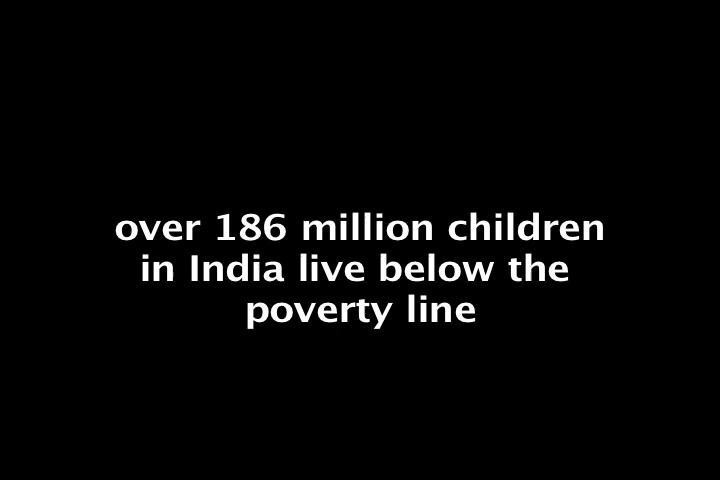 over 186 million children
in India live below the
poverty line